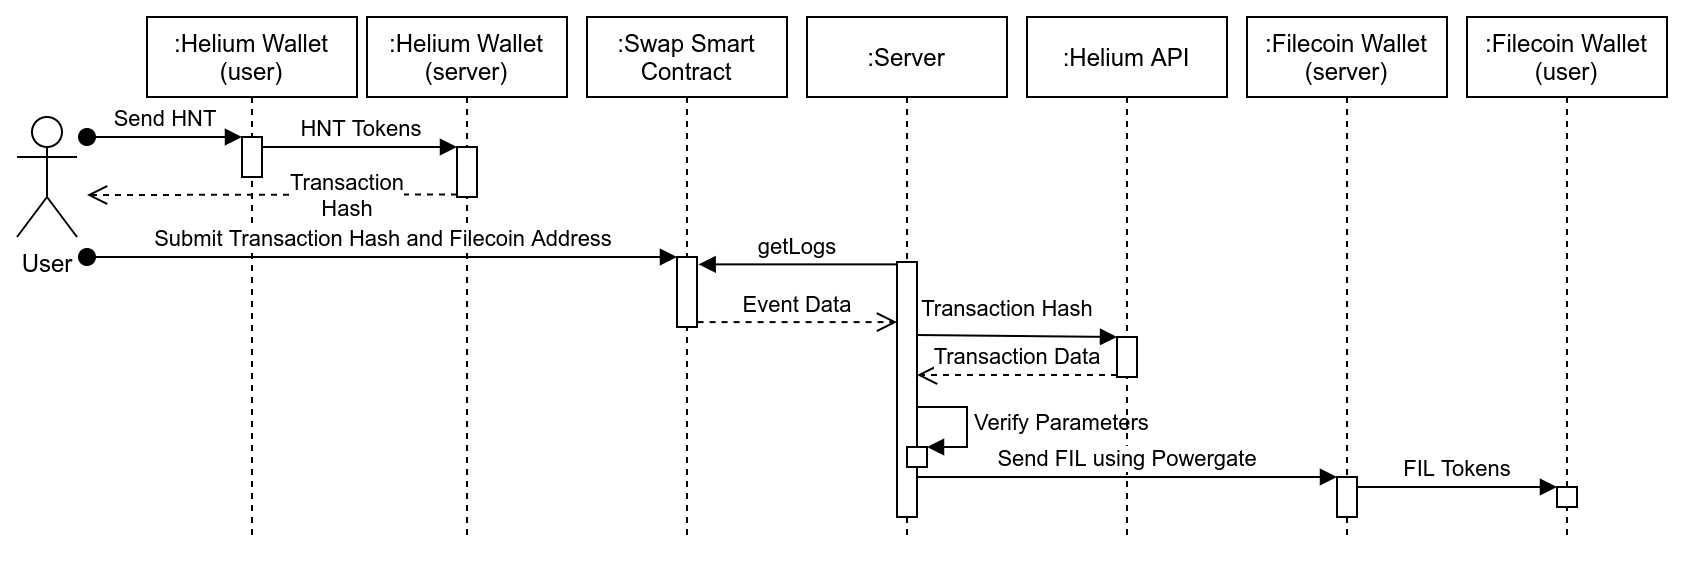 :Helium Wallet
(user)
:Helium Wallet
(server)
:Swap Smart
Contract
:Server
:Helium API
:Filecoin Wallet
(server)
:Filecoin Wallet
(user)
Send HNT
HNT Tokens
Transaction
Hash
User
Submit Transaction Hash and Filecoin Address
getLogs
Event Data
Transaction Hash
Transaction Data
Verify Parameters
Send FIL using Powergate
FIL Tokens